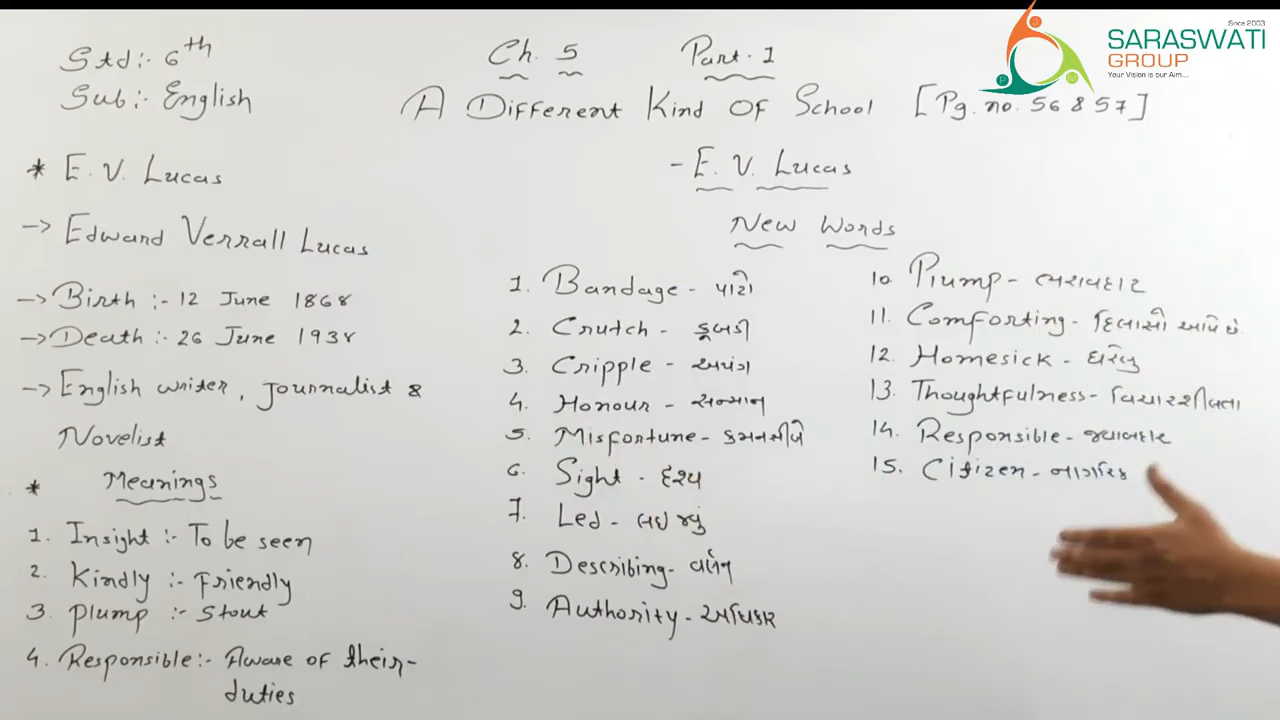 Since 2003
SARASWATI
GROUP
Your Vision is our Aim...
J
P
M
Std:- 6th
Sub:- English
Ch. 5 Part-1
A Different Kind Of School [Pg. no. 56 & 57]
- E. V. Lucas
* E. V. Lucas
-> Edward Verrall Lucas
-> Birth :- 12 June 1868
-> Death :- 26 June 1938
-> English writer, Journalist &
Novelist
* Meanings
1. Insight :- To be seen
2. Kindly :- Friendly
3. Plump :- Stout
4. Responsible:- Aware of their-
duties
New Words
1. Bandage - પાટો
2. Crutch - કૂબડી
3. Cripple - અપંગ
4. Honour - સન્માન
5. Misfortune - કમનસીબે
6. Sight - દૃશ્ય
7. Led - લઇ જવું
8. Describing - વર્ણન
9. Authority - અધિકાર
10. Plump - ભરાવદાર
11. Comforting - દિલાસો આપે છે
12. Homesick - ઘરેલુ
13. Thoughtfulness - વિચારશીલતા
14. Responsible - જવાબદાર
15. Citizen - નાગરિક